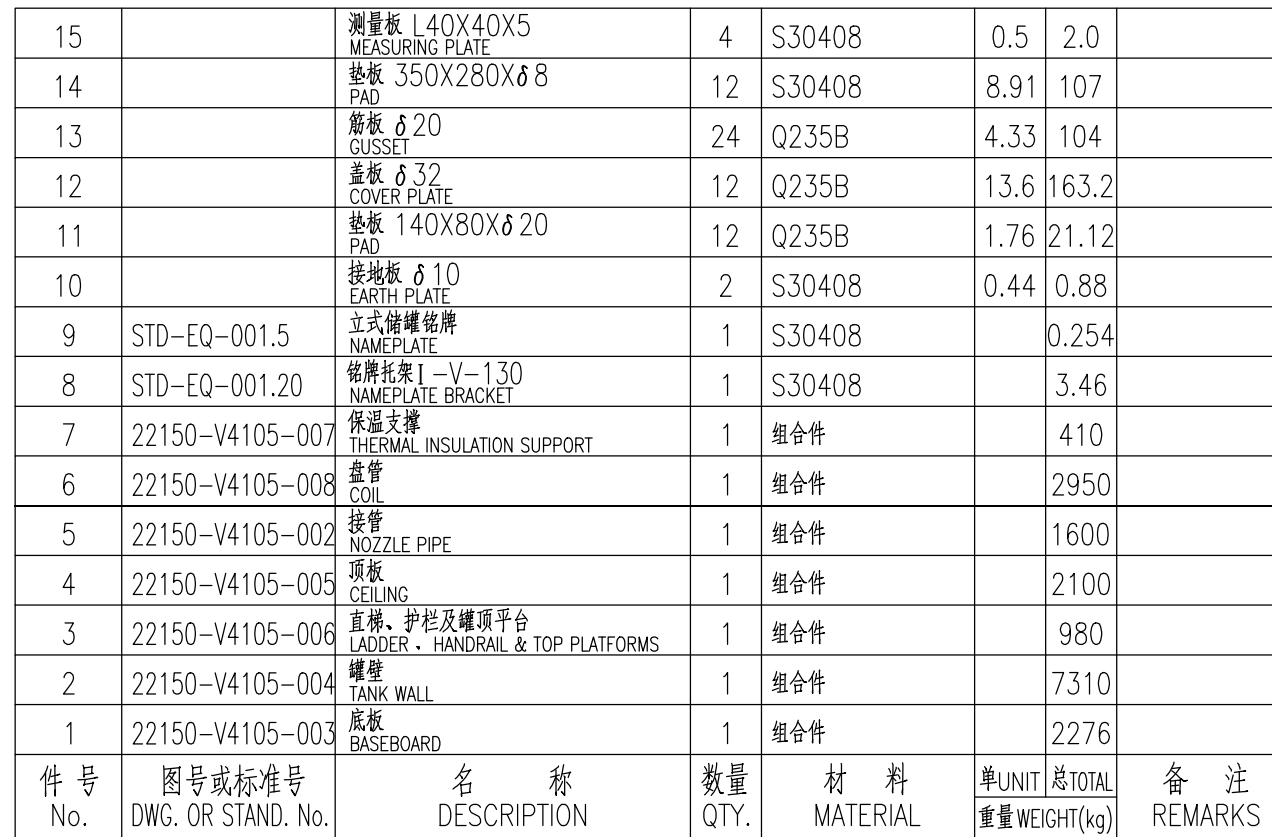 15 测量板 L40X40X5 4 S30408 0.5 2.0
MEASURING PLATE
14 垫板 350X280Xδ8 12 S30408 8.91 107
PAD
13 筋板 δ20 24 Q235B 4.33 104
GUSSET
12 盖板 δ32 12 Q235B 13.6 163.2
COVER PLATE
11 垫板 140X80Xδ20 12 Q235B 1.76 21.12
PAD
10 接地板 δ10 2 S30408 0.44 0.88
EARTH PLATE
9 STD-EQ-001.5 立式储罐铭牌 1 S30408 0.254
NAMEPLATE
8 STD-EQ-001.20 铭牌托架I-V-130 1 S30408 3.46
NAMEPLATE BRACKET
7 22150-V4105-007 保温支撑 1 组合件 410
THERMAL INSULATION SUPPORT
6 22150-V4105-008 盘管 1 组合件 2950
COIL
5 22150-V4105-002 接管 1 组合件 1600
NOZZLE PIPE
4 22150-V4105-005 顶板 1 组合件 2100
CEILING
3 22150-V4105-006 直梯、护栏及罐顶平台 1 组合件 980
LADDER 、 HANDRAIL & TOP PLATFORMS
2 22150-V4105-004 罐壁 1 组合件 7310
TANK WALL
1 22150-V4105-003 底板 1 组合件 2276
BASEBOARD
件 号 图号或标准号 名 称 数量 材 料 单UNIT 总TOTAL 备 注
No. DWG. OR STAND. No. DESCRIPTION QTY. MATERIAL 重量WEIGHT(kg) REMARKS